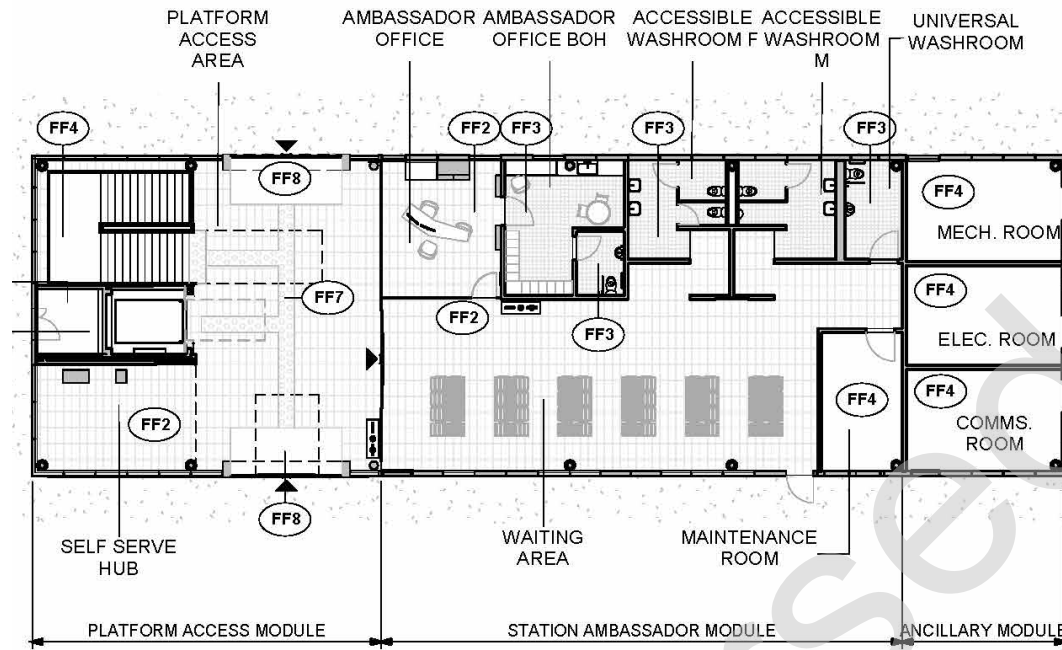 PLATFORM
ACCESS
AREA
AMBASSADOR
OFFICE
AMBASSADOR
OFFICE BOH
ACCESSIBLE
WASHROOM F
ACCESSIBLE
WASHROOM
M
UNIVERSAL
WASHROOM
FF4
FF2
FF3
FF3
FF3
FF8
FF4
MECH. ROOM
FF7
FF2
FF3
FF4
ELEC. ROOM
FF2
FF4
FF4
COMMS.
ROOM
FF8
SELF SERVE
HUB
WAITING
AREA
MAINTENANCE
ROOM
PLATFORM ACCESS MODULE
STATION AMBASSADOR MODULE
ANCILLARY MODULE